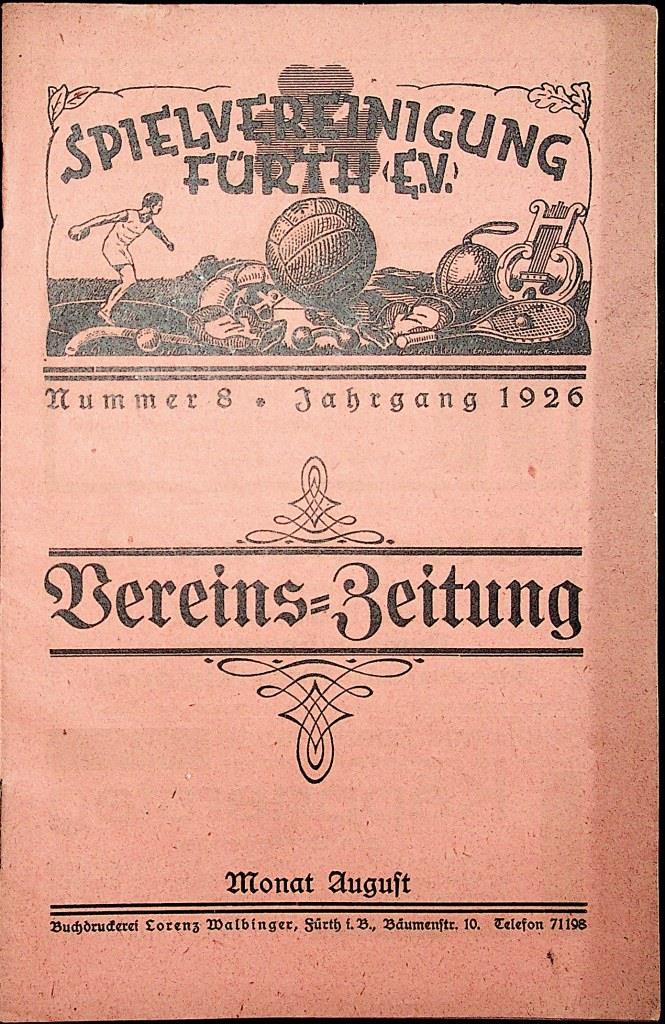 SPIELVEREINIGUNG
FÜRTH (E.V.)
Nummer 8 * Jahrgang 1926
Vereins=Zeitung
Monat August
Buchdruckerei Lorenz Walbinger, Fürth i. B., Bäumenstr. 10. Telefon 71198